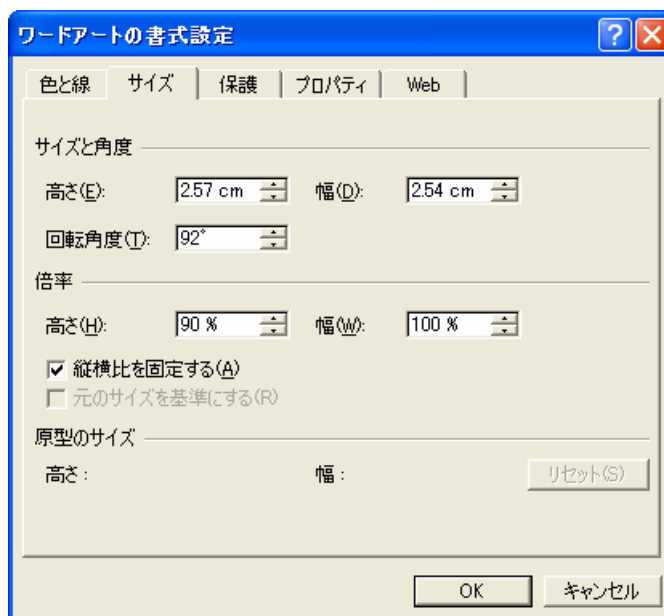 ワードアートの書式設定
色と線 サイズ 保護 プロパティ Web
サイズと角度
高さ(E): 2.57 cm 幅(D): 2.54 cm
回転角度(T): 92°
倍率
高さ(H): 90 % 幅(W): 100 %
縦横比を固定する(A)
元のサイズを基準にする(R)
原型のサイズ
高さ: 幅: リセット(S)
OK キャンセル